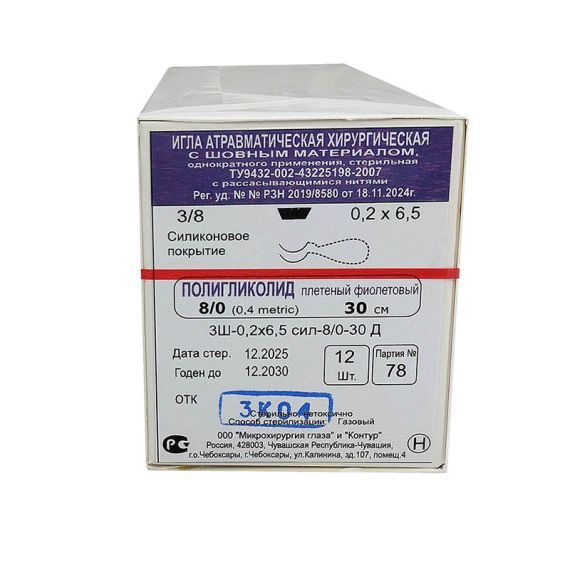 ИГЛА АТРАВМАТИЧЕСКАЯ ХИРУРГИЧЕСКАЯ
С ШОВНЫМ МАТЕРИАЛОМ,
однократного применения, стерильная
ТУ9432-002-43225198-2007
с рассасывающимися нитями
Рег. уд. № № РЗН 2019/8580 от 18.11.2024г.
3/8 0,2 х 6,5
Силиконовое
покрытие
ПОЛИГЛИКОЛИД плетеный фиолетовый
8/0 (0,4 metric) 30 см
3Ш-0,2х6,5 сил-8/0-30 Д
Дата стер. 12.2025
Годен до 12.2030
12
Шт.
Партия №
78
ОТК
3К01
Стерильно, нетоксично
Способ стерилизации: Газовый
ООО "Микрохирургия глаза" и "Контур"
Россия, 428003, Чувашская Республика-Чувашия,
г.о.Чебоксары, г.Чебоксары, ул.Калинина, зд.107, помещ.4
Н